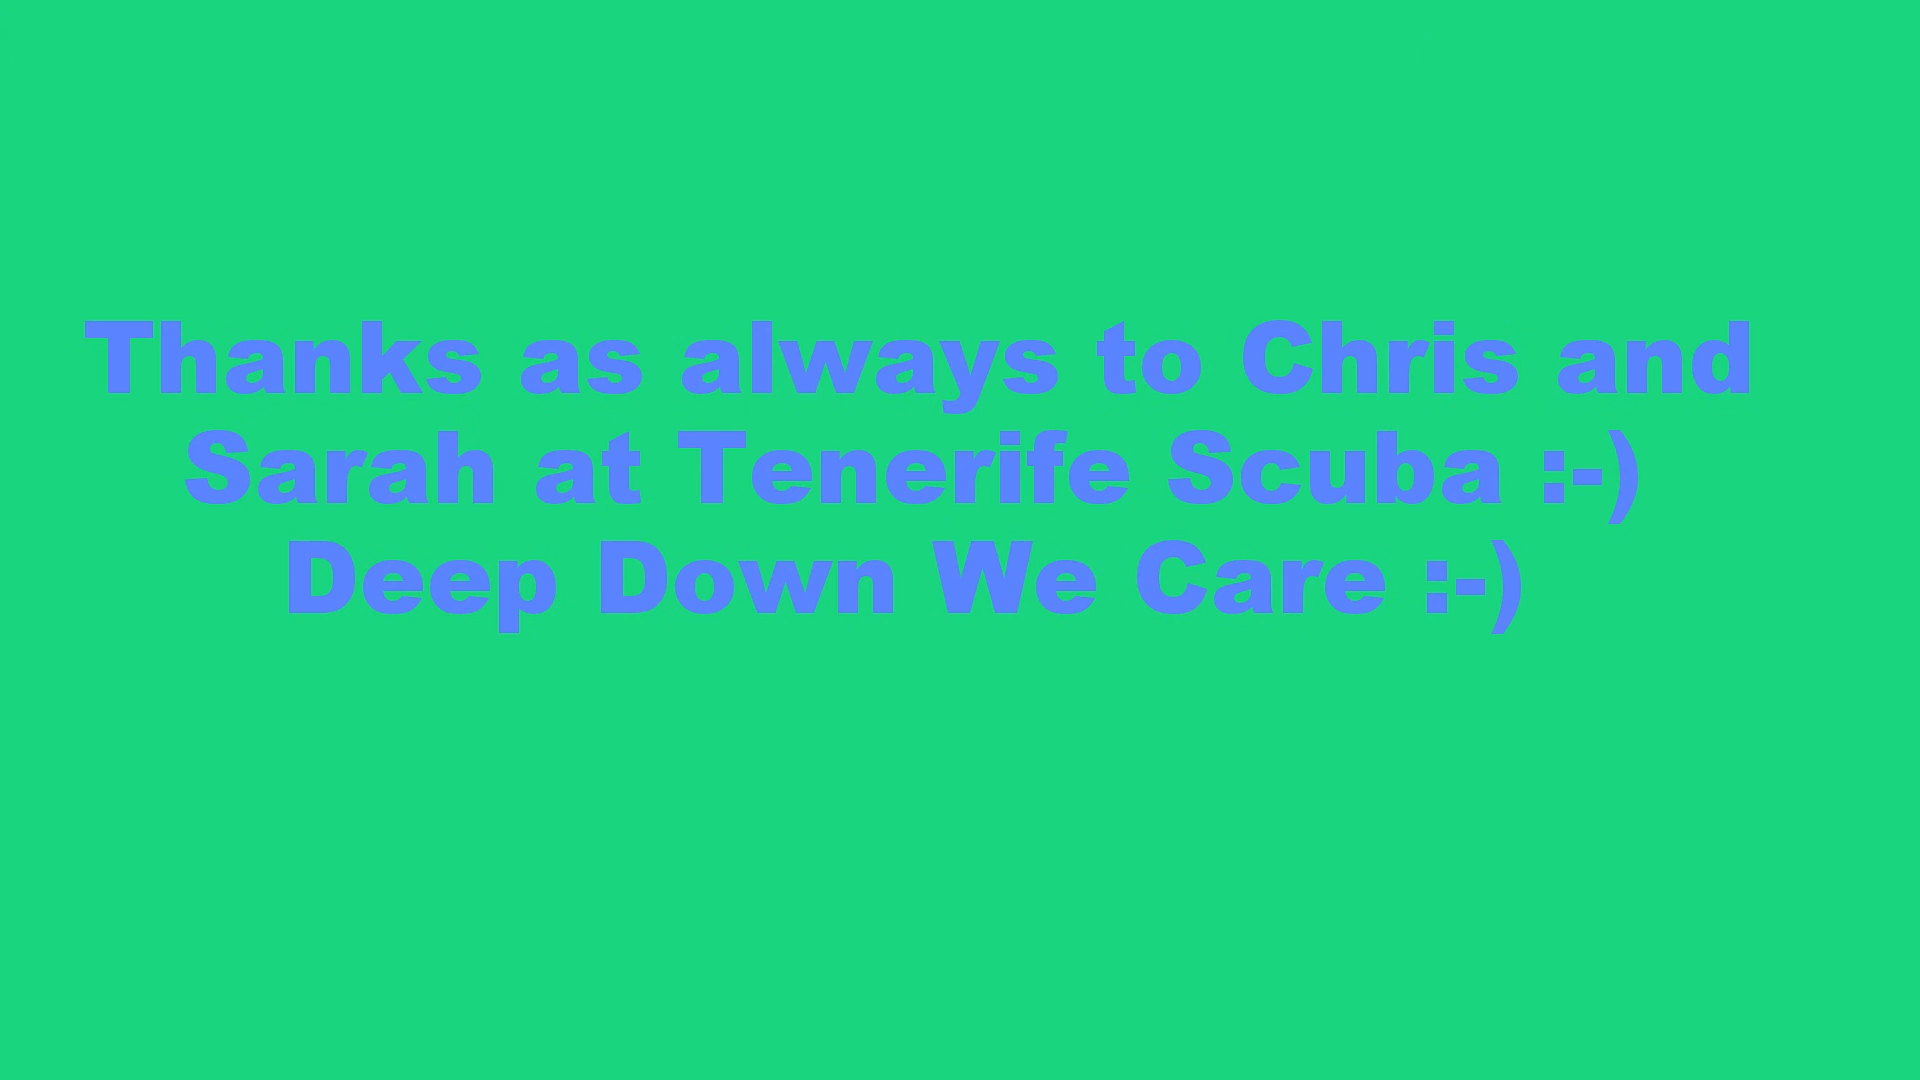 Thanks as always to Chris and
Sarah at Tenerife Scuba :-)
Deep Down We Care :-)